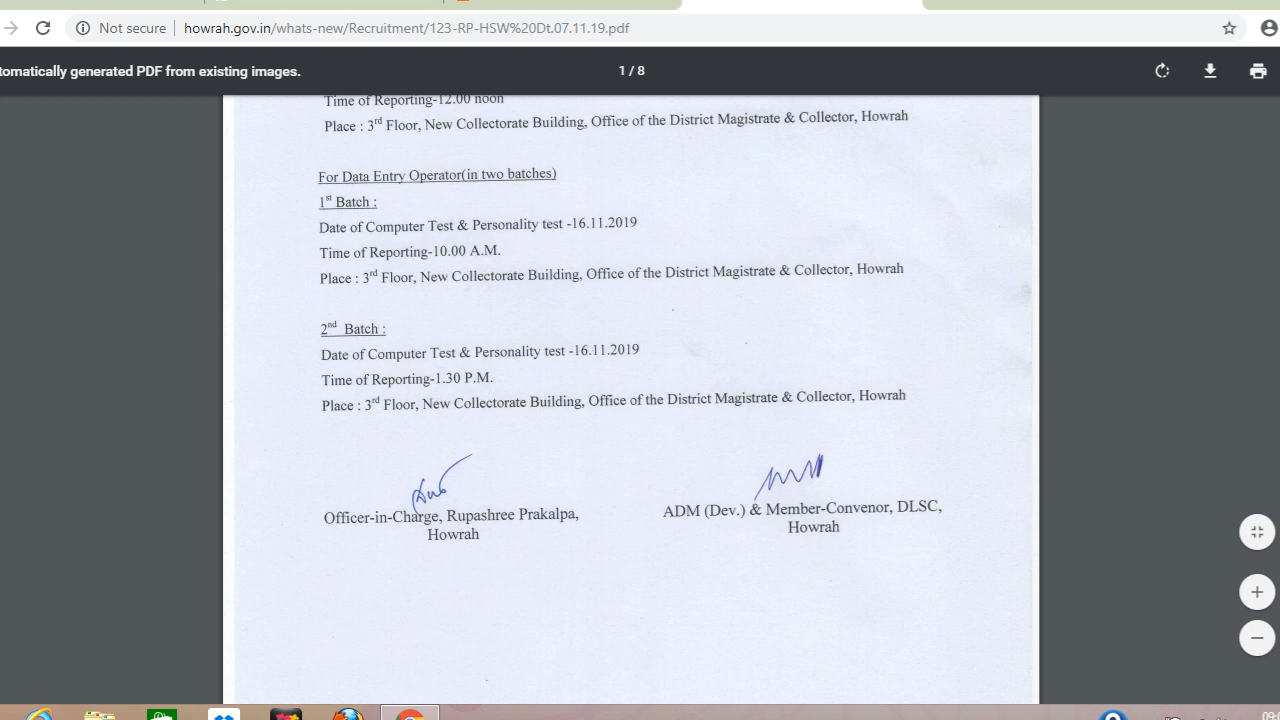 Not secure | howrah.gov.in/whats-new/Recruitment/123-RP-HSW%20Dt.07.11.19.pdf
tomatically generated PDF from existing images.
1 / 8
Time of Reporting-12.00 noon
Place : 3rd Floor, New Collectorate Building, Office of the District Magistrate & Collector, Howrah
For Data Entry Operator(in two batches)
1st Batch :
Date of Computer Test & Personality test -16.11.2019
Time of Reporting-10.00 A.M.
Place : 3rd Floor, New Collectorate Building, Office of the District Magistrate & Collector, Howrah
2nd Batch :
Date of Computer Test & Personality test -16.11.2019
Time of Reporting-1.30 P.M.
Place : 3rd Floor, New Collectorate Building, Office of the District Magistrate & Collector, Howrah
Officer-in-Charge, Rupashree Prakalpa,
Howrah
ADM (Dev.) & Member-Convenor, DLSC,
Howrah